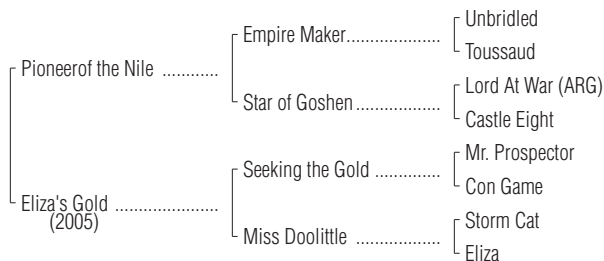 Unbridled
Empire Maker....................
Toussaud
Pioneerof the Nile ............
Lord At War (ARG)
Star of Goshen..................
Castle Eight
Mr. Prospector
Seeking the Gold ..............
Con Game
Eliza's Gold ......................
(2005)
Storm Cat
Miss Doolittle ..................
Eliza